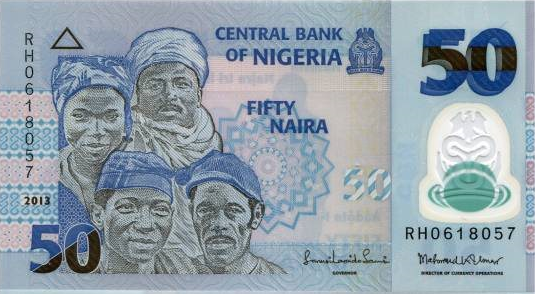 RH0618057
CENTRAL BANK
OF NIGERIA
50
FIFTY
NAIRA
2013
50
50
RH0618057
GOVERNOR
DIRECTOR OF CURRENCY OPERATIONS